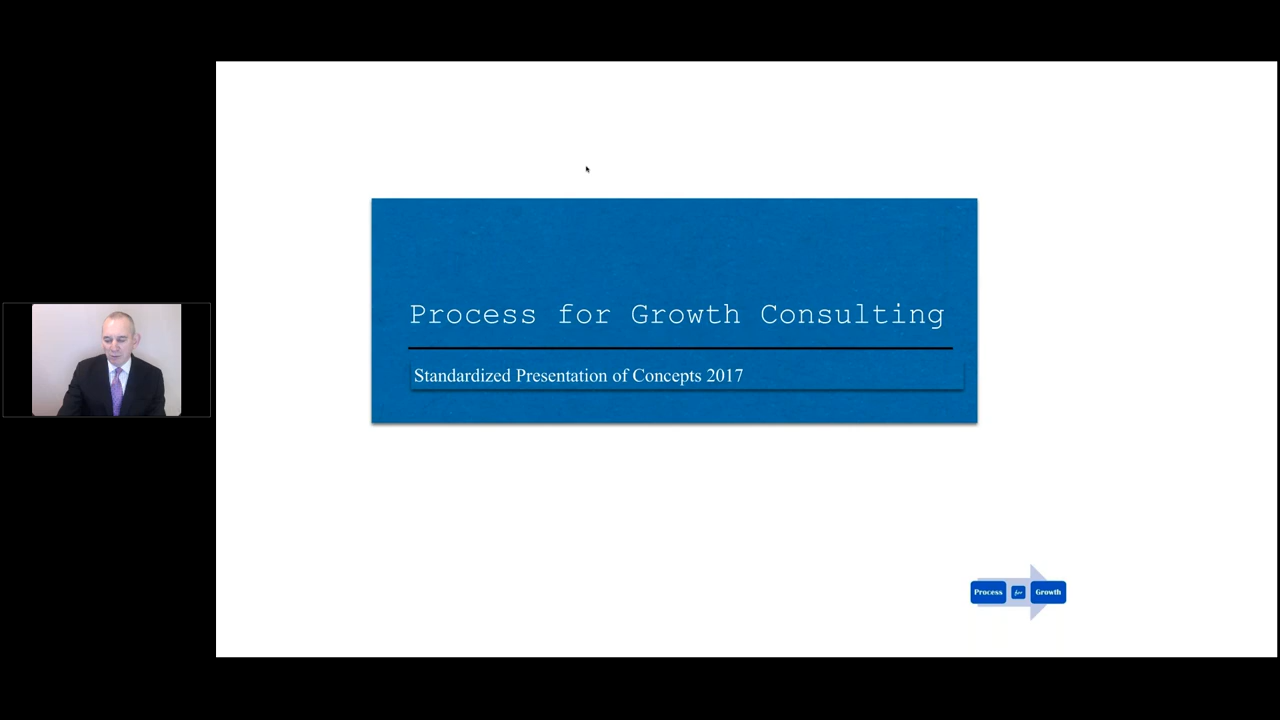 Process for Growth Consulting
Standardized Presentation of Concepts 2017
Process for Growth